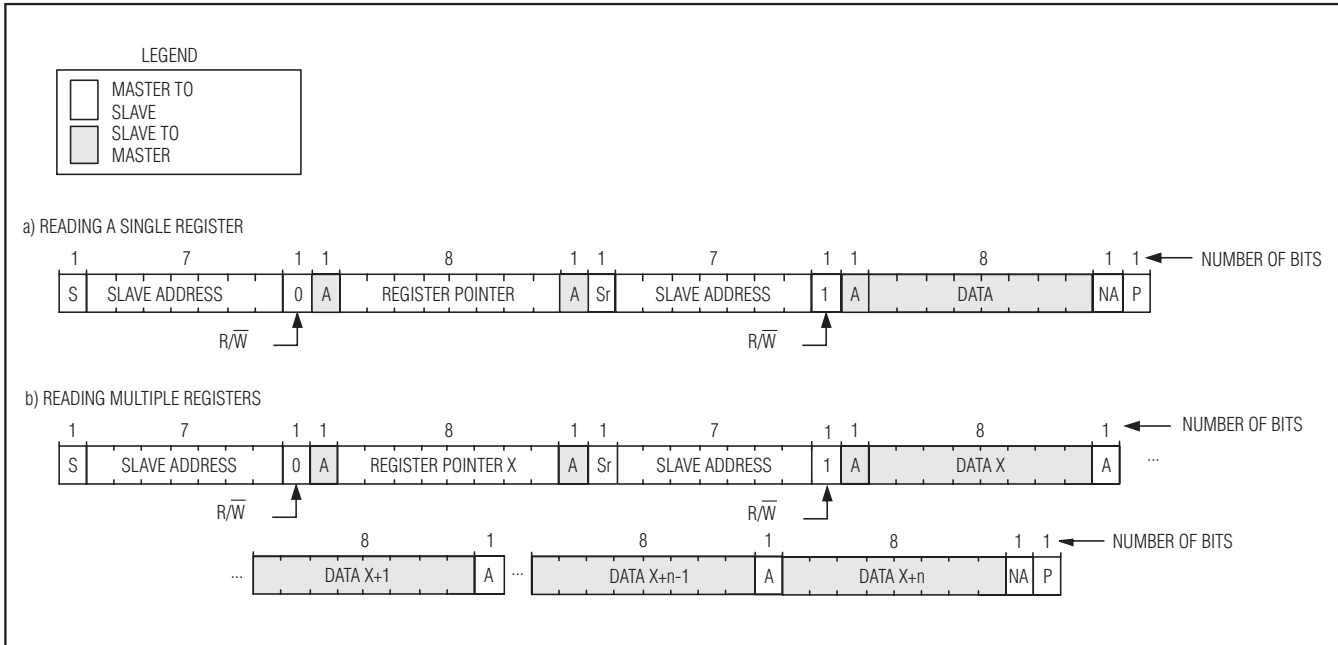 LEGEND
MASTER TO
SLAVE
SLAVE TO
MASTER
a) READING A SINGLE REGISTER
1 7 1 1 8 1 1 7 1 1 8 1 1 NUMBER OF BITS
S SLAVE ADDRESS 0 A REGISTER POINTER A Sr SLAVE ADDRESS 1 A DATA NA P
R/W̅ R/W̅
b) READING MULTIPLE REGISTERS
1 7 1 1 8 1 1 7 1 1 8 1 NUMBER OF BITS
S SLAVE ADDRESS 0 A REGISTER POINTER X A Sr SLAVE ADDRESS 1 A DATA X A ...
R/W̅ R/W̅
8 1 8 1 8 1 1 NUMBER OF BITS
... DATA X+1 A ... DATA X+n-1 A DATA X+n NA P